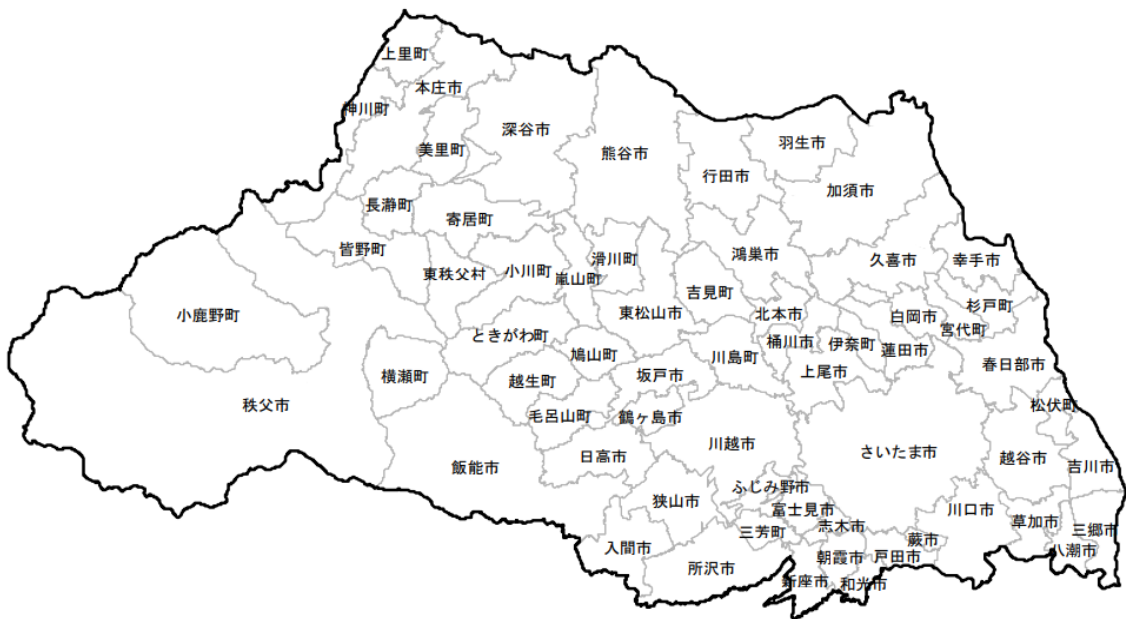 上里町
本庄市
神川町
美里町
深谷市
熊谷市
羽生市
行田市
加須市
長瀞町
寄居町
皆野町
東秩父村
小川町
嵐山町
滑川町
鴻巣市
久喜市
幸手市
吉見町
小鹿野町
東松山市
北本市
白岡市
杉戸町
宮代町
ときがわ町
鳩山町
川島町
桶川市
伊奈町
蓮田市
春日部市
横瀬町
越生町
坂戸市
上尾市
秩父市
毛呂山町
鶴ヶ島市
松伏町
川越市
さいたま市
飯能市
日高市
越谷市
吉川市
ふじみ野市
狭山市
富士見市
川口市
三芳町
志木市
草加市
三郷市
入間市
蕨市
八潮市
所沢市
朝霞市
戸田市
新座市
和光市